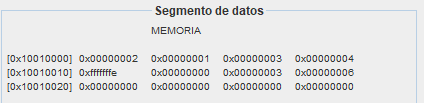 Segmento de datos
MEMORIA
[0x10010000] 0x00000002 0x00000001 0x00000003 0x00000004
[0x10010010] 0xfffffffe 0x00000000 0x00000003 0x00000006
[0x10010020] 0x00000000 0x00000000 0x00000000 0x00000000